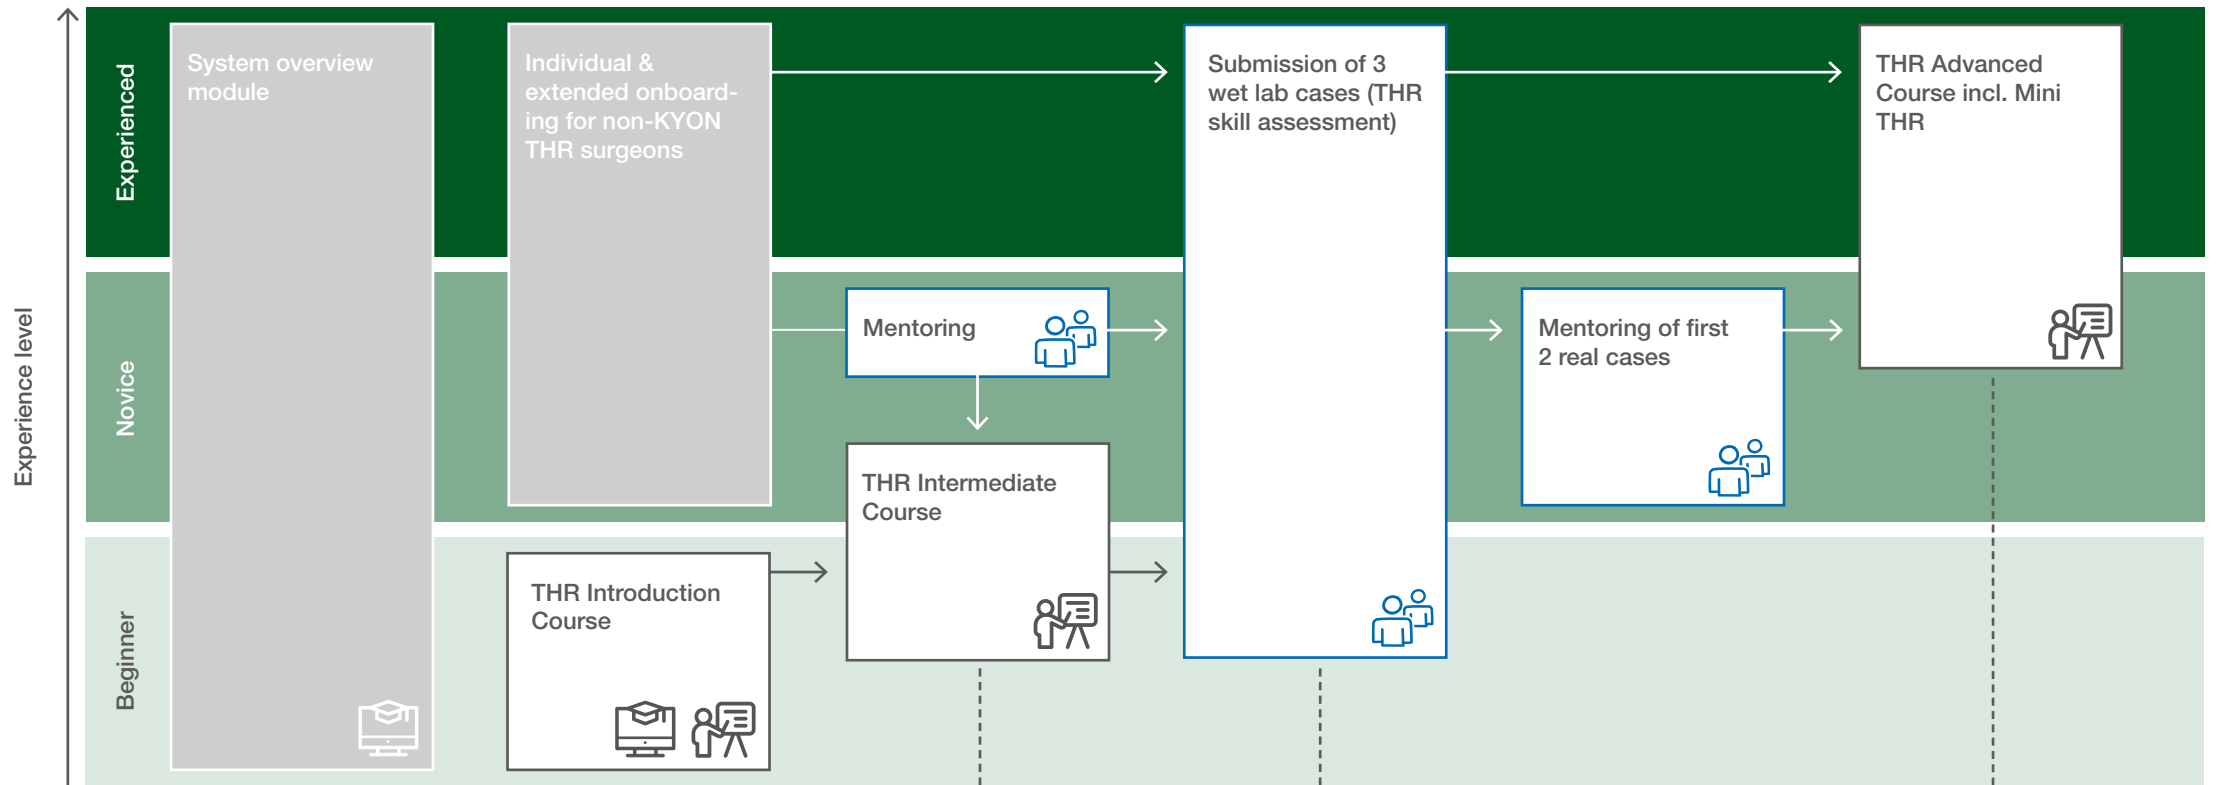 Experience level
Experienced
Novice
Beginner
System overview
module
Individual &
extended onboard-
ing for non-KYON
THR surgeons
Submission of 3
wet lab cases (THR
skill assessment)
THR Advanced
Course incl. Mini
THR
Mentoring
Mentoring of first
2 real cases
THR Intermediate
Course
THR Introduction
Course